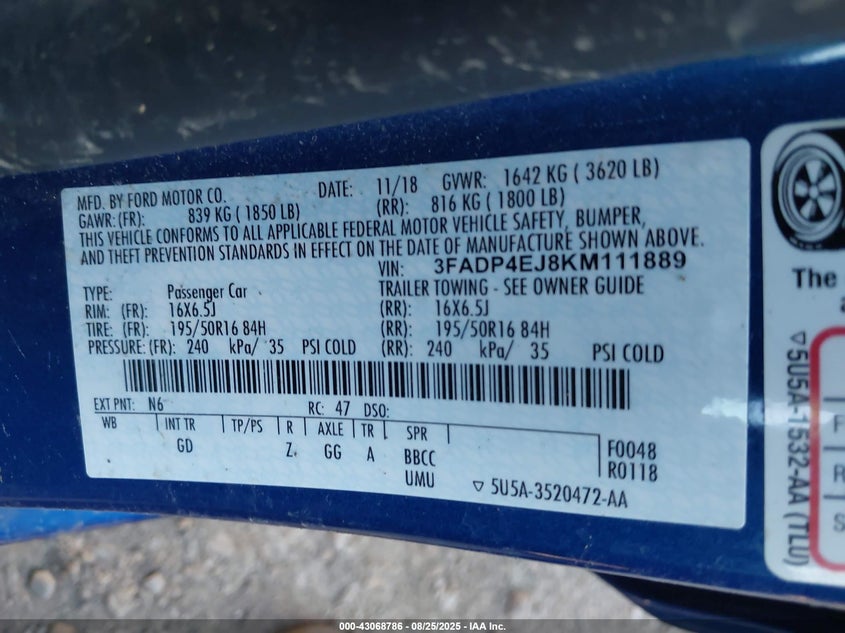 MFD. BY FORD MOTOR CO. DATE: 11/18 GVWR: 1642 KG ( 3620 LB)
GAWR: (FR): 839 KG ( 1850 LB) (RR): 816 KG ( 1800 LB)
THIS VEHICLE CONFORMS TO ALL APPLICABLE FEDERAL MOTOR VEHICLE SAFETY, BUMPER,
AND THEFT PREVENTION STANDARDS IN EFFECT ON THE DATE OF MANUFACTURE SHOWN ABOVE.
VIN: 3FADP4EJ8KM111889
TYPE: Passenger Car TRAILER TOWING - SEE OWNER GUIDE
RIM: (FR): 16X6.5J (RR): 16X6.5J
TIRE: (FR): 195/50R16 84H (RR): 195/50R16 84H
PRESSURE: (FR): 240 kPa/ 35 PSI COLD (RR): 240 kPa/ 35 PSI COLD
EXT PNT: N6 RC: 47 DSO:
WB INT TR TP/PS R AXLE TR SPR
GD Z. GG A BBCC F0048
UMU R0118
▽ 5U5A-3520472-AA
The
▽5U5A-1532-AA (TLU)
F
R
S
000-43068786 - 08/25/2025 - IAA Inc.